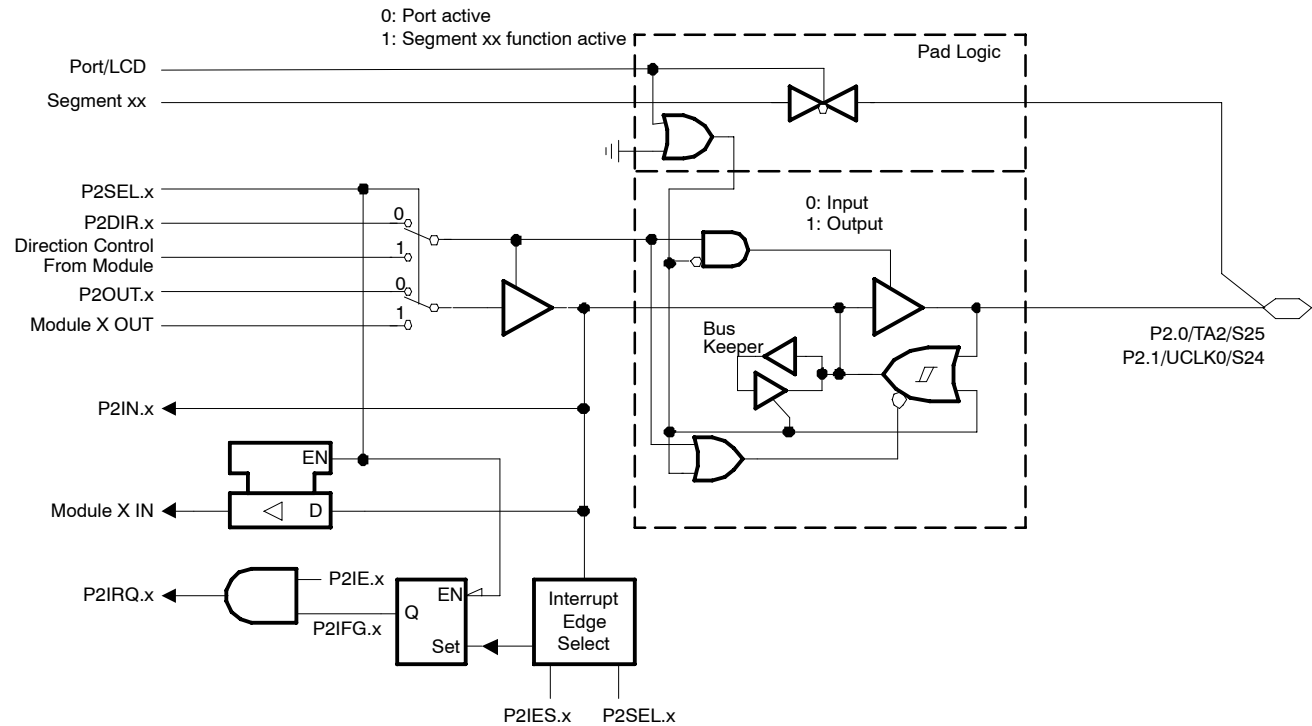 0: Port active
1: Segment xx function active
Pad Logic
Port/LCD
Segment xx
P2SEL.x
P2DIR.x
0
Direction Control
From Module
1
P2OUT.x
0
Module X OUT
1
0: Input
1: Output
Bus
Keeper
P2.0/TA2/S25
P2.1/UCLK0/S24
P2IN.x
EN
Module X IN
D
P2IRQ.x
P2IE.x
P2IFG.x
Q
EN
Set
Interrupt
Edge
Select
P2IES.x
P2SEL.x